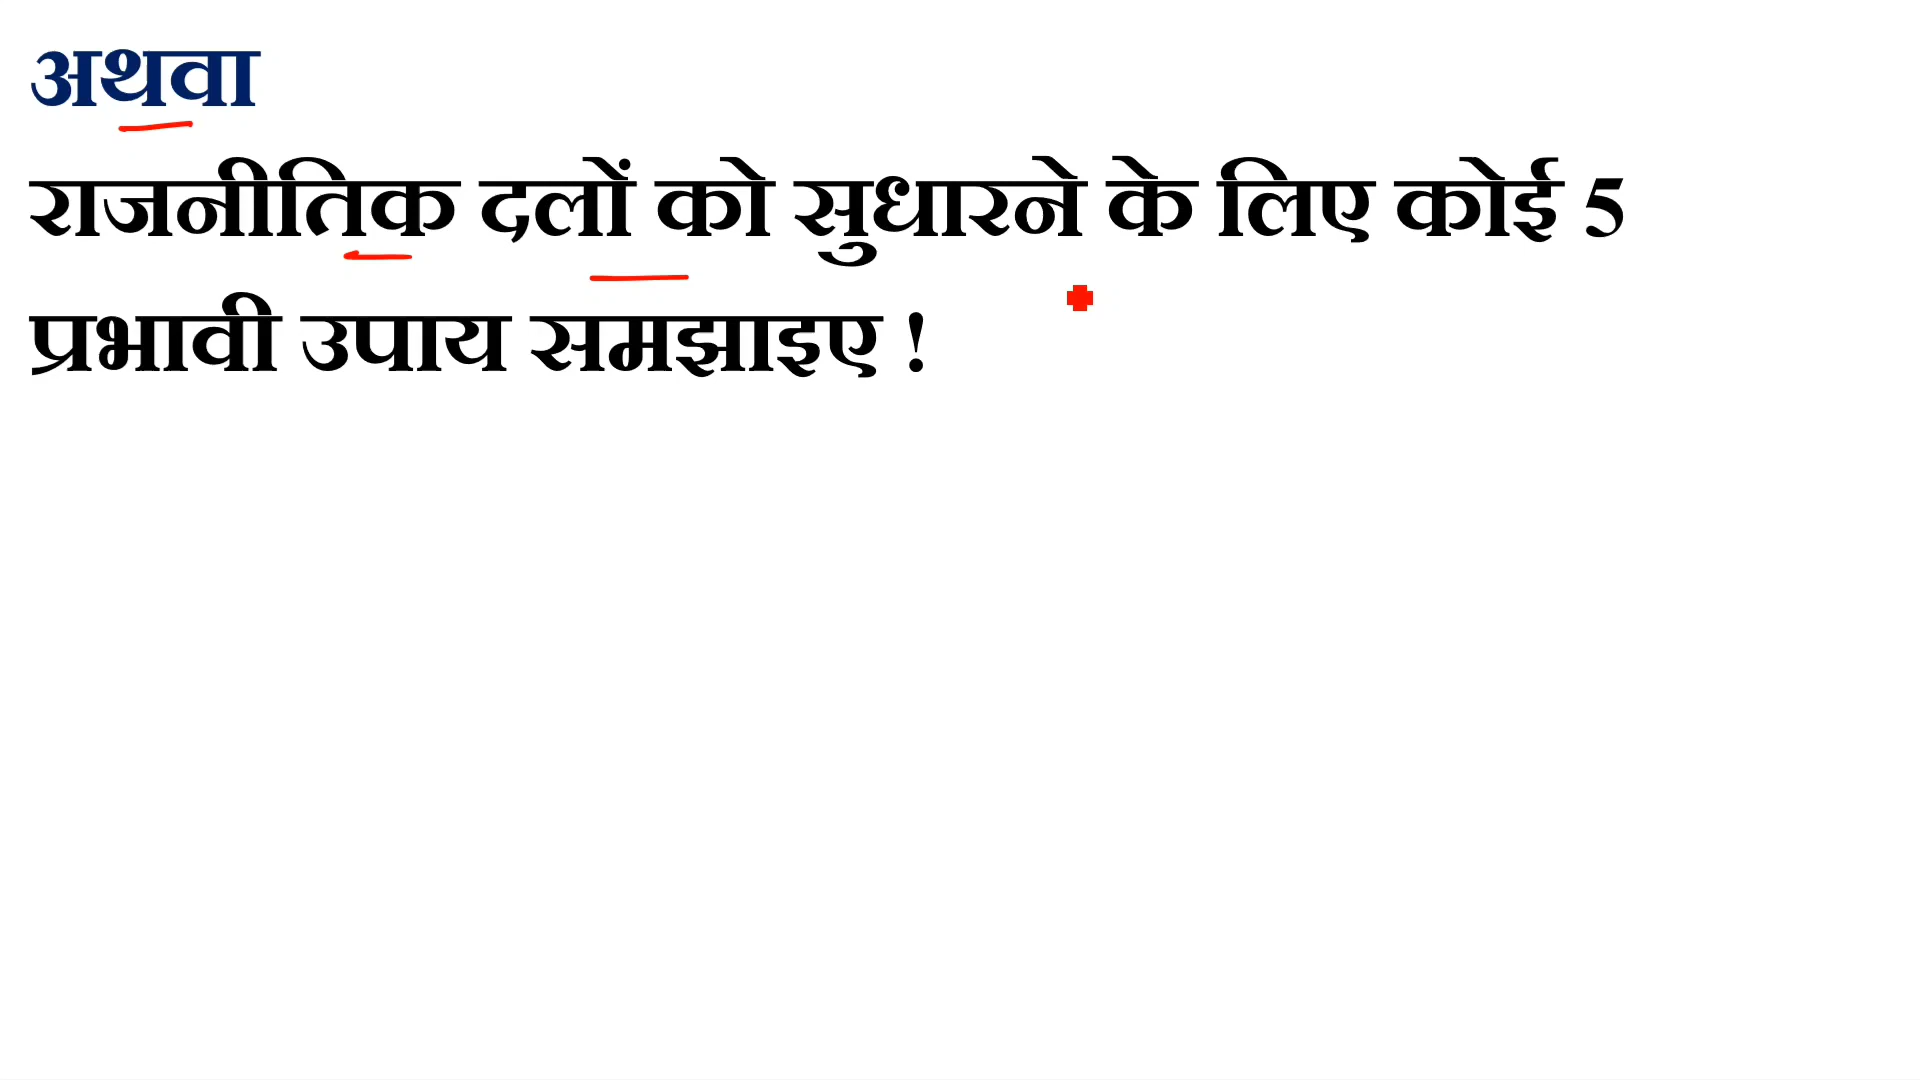 अथवा
राजनीतिक दलों को सुधारने के लिए कोई 5
प्रभावी उपाय समझाइए !